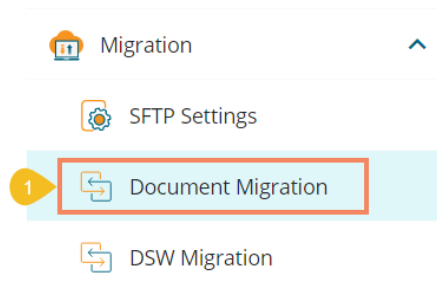 Migration
SFTP Settings
1
Document Migration
DSW Migration